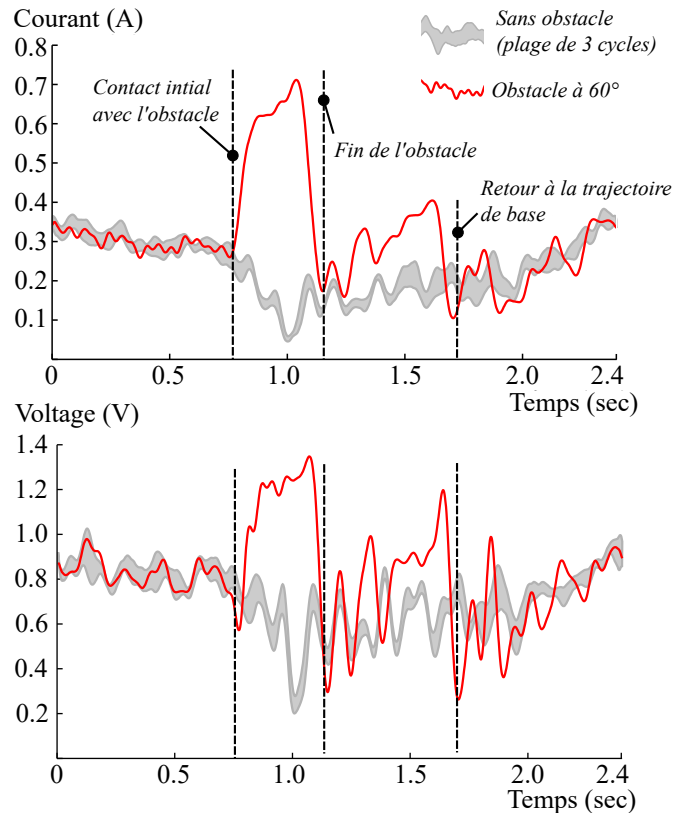 Courant (A)
Sans obstacle
(plage de 3 cycles)
Obstacle à 60°
Contact intial
avec l'obstacle
Fin de l'obstacle
Retour à la trajectoire
de base
0.8
0.7
0.6
0.5
0.4
0.3
0.2
0.1
0 0.5 1.0 1.5 2.0 2.4
Temps (sec)
Voltage (V)
1.4
1.2
1.0
0.8
0.6
0.4
0.2
0 0.5 1.0 1.5 2.0 2.4
Temps (sec)